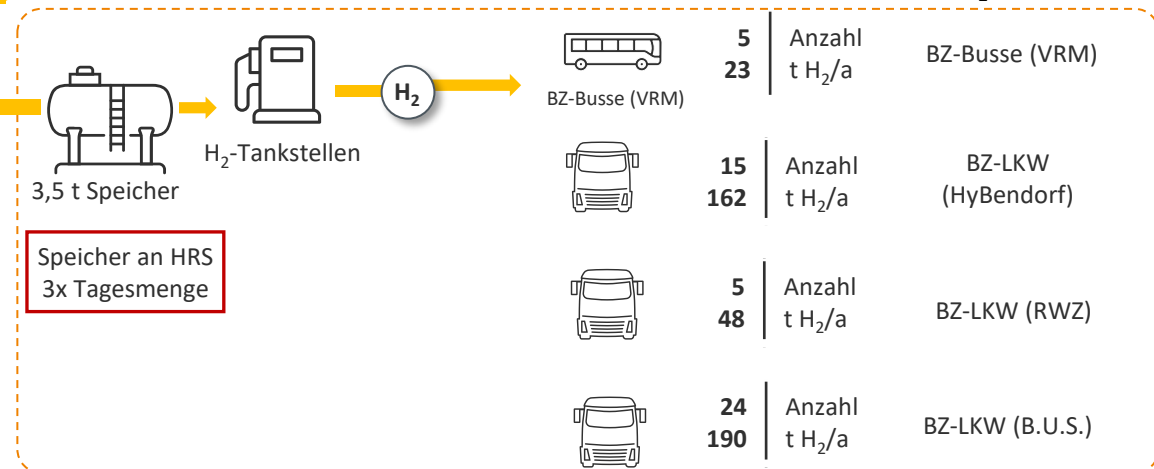 3,5 t Speicher
Speicher an HRS
3x Tagesmenge
H₂-Tankstellen
H₂
BZ-Busse (VRM)
5 Anzahl
23 t H₂/a
BZ-Busse (VRM)
15 Anzahl
162 t H₂/a
BZ-LKW
(HyBendorf)
5 Anzahl
48 t H₂/a
BZ-LKW (RWZ)
24 Anzahl
190 t H₂/a
BZ-LKW (B.U.S.)